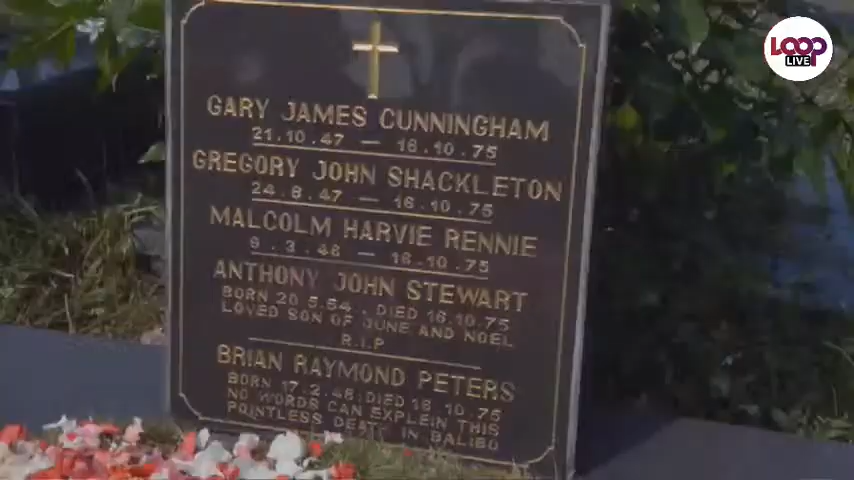 LOOP
LIVE
GARY JAMES CUNNINGHAM
21.10.47 — 16.10.75
GREGORY JOHN SHACKLETON
24.8.47 — 16.10.75
MALCOLM HARVIE RENNIE
9.3.46 — 16.10.75
ANTHONY JOHN STEWART
BORN 20 5.54. DIED 16.10.75
LOVED SON OF JUNE AND NOEL
R.I.P
BRIAN RAYMOND PETERS
BORN 17.2.46 DIED 16.10.75
NO WORDS CAN EXPLEIN THIS
POINTLESS DEATH IN BALIBO